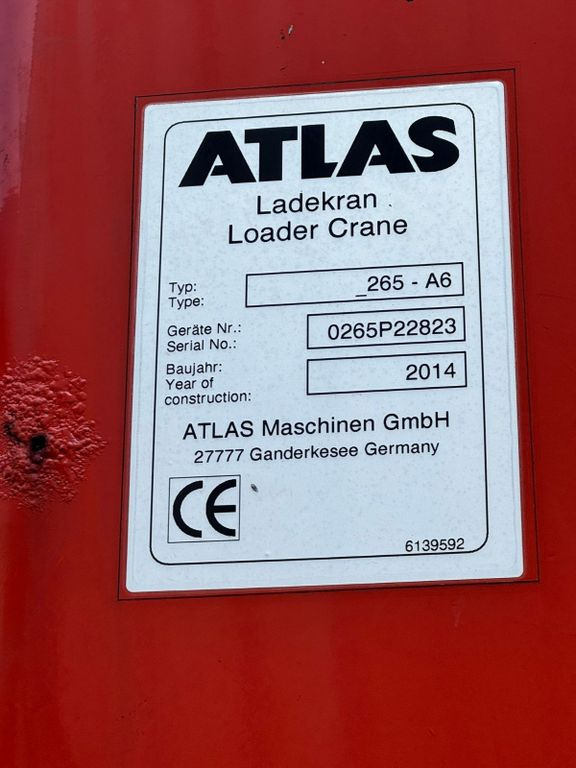 ATLAS
Ladekran
Loader Crane
Typ:
Type:
_265 - A6
Geräte Nr.:
Serial No.:
0265P22823
Baujahr:
Year of
construction:
2014
ATLAS Maschinen GmbH
27777 Ganderkesee Germany
CE
6139592